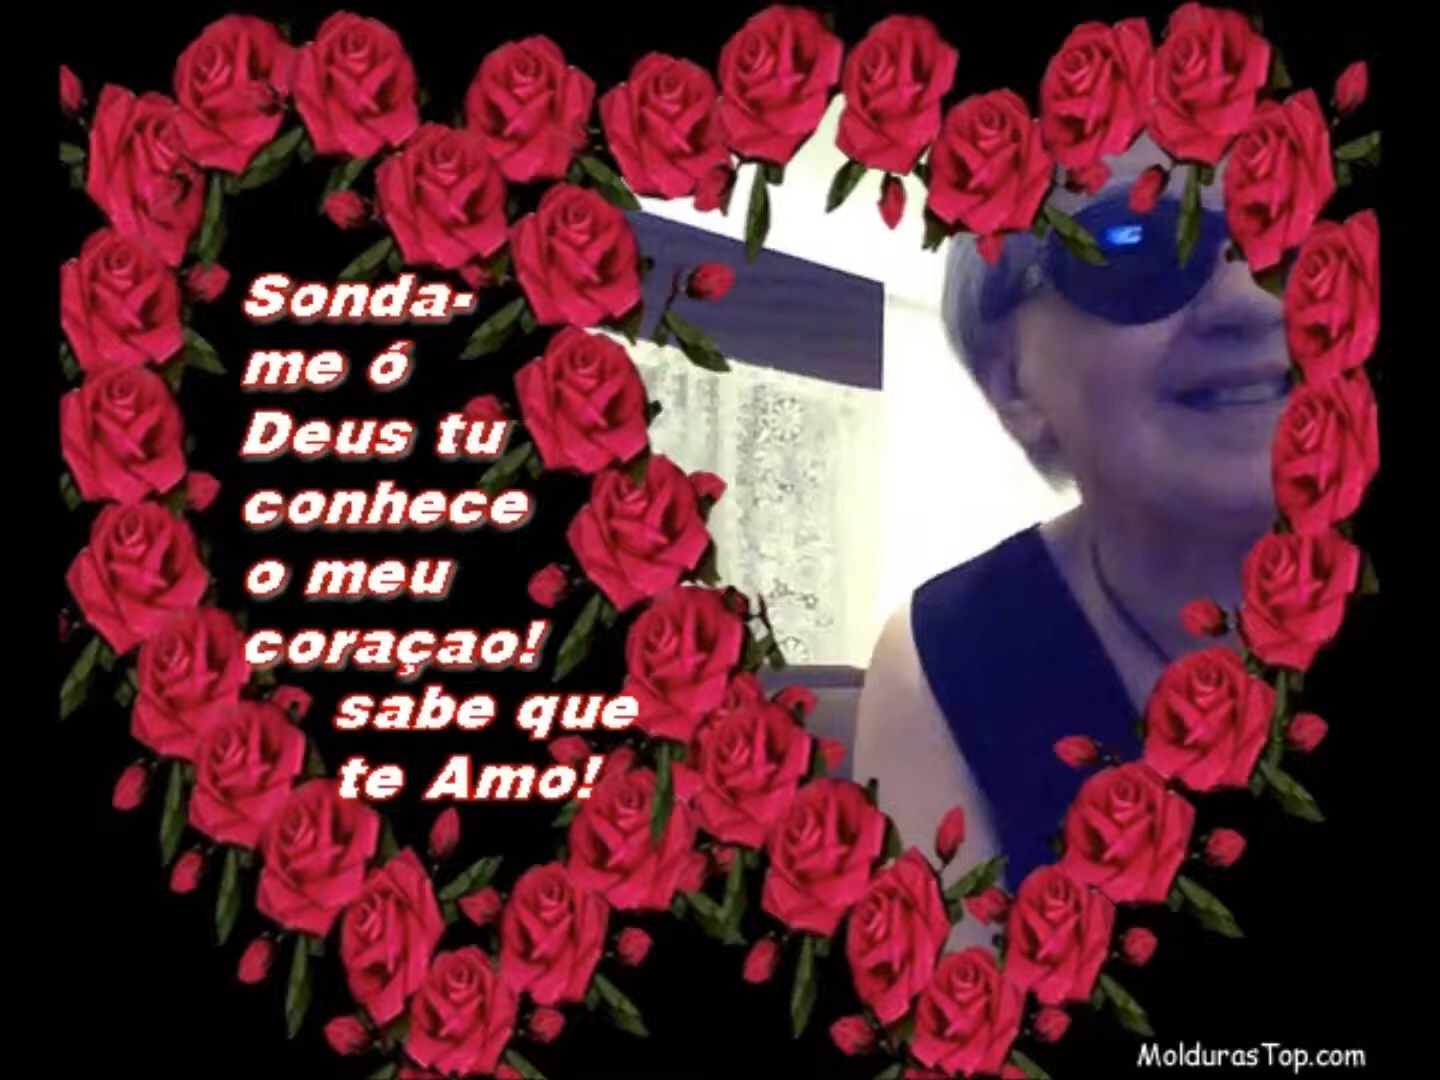 Sonda-
me ó
Deus tu
conhece
o meu
coraçao!
sabe que
te Amo!
MoldurasTop.com